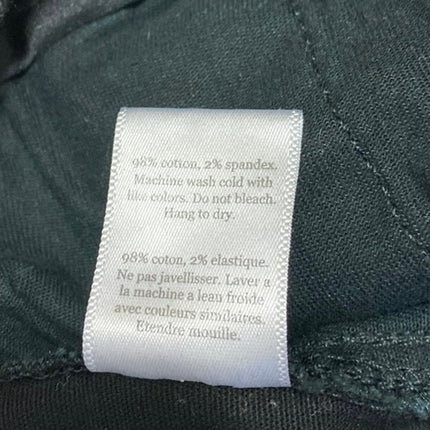 98% cotton, 2% spandex.
Machine wash cold with
like colors. Do not bleach.
Hang to dry.
98% coton, 2% elastique.
Ne pas javellisser. Laver a
la machine a leau froide
avec couleurs similaires.
Etendre mouille.